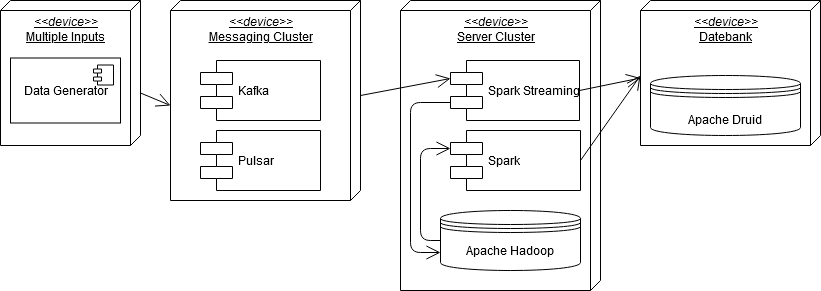 <<device>>
Multiple Inputs
Data Generator
<<device>>
Messaging Cluster
Kafka
Pulsar
<<device>>
Server Cluster
Spark Streaming
Spark
Apache Hadoop
<<device>>
Datebank
Apache Druid